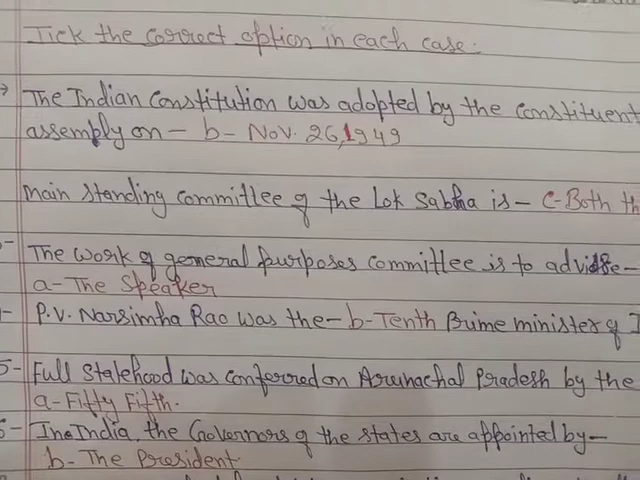 Tick the correct option in each case:
The Indian Constitution was adopted by the constituent
assembly on - b - Nov. 26, 1949
main standing committee of the Lok Sabha is - C - Both th
The work of general purposes committee is to advise -
a - The Speaker
P.V. Narsimha Rao was the - b - Tenth Prime minister of I
5- Full Statehood was conferred on Arunachal Pradesh by the
a - Fifty Fifth.
In India, the Governors of the states are appointed by -
b - The President